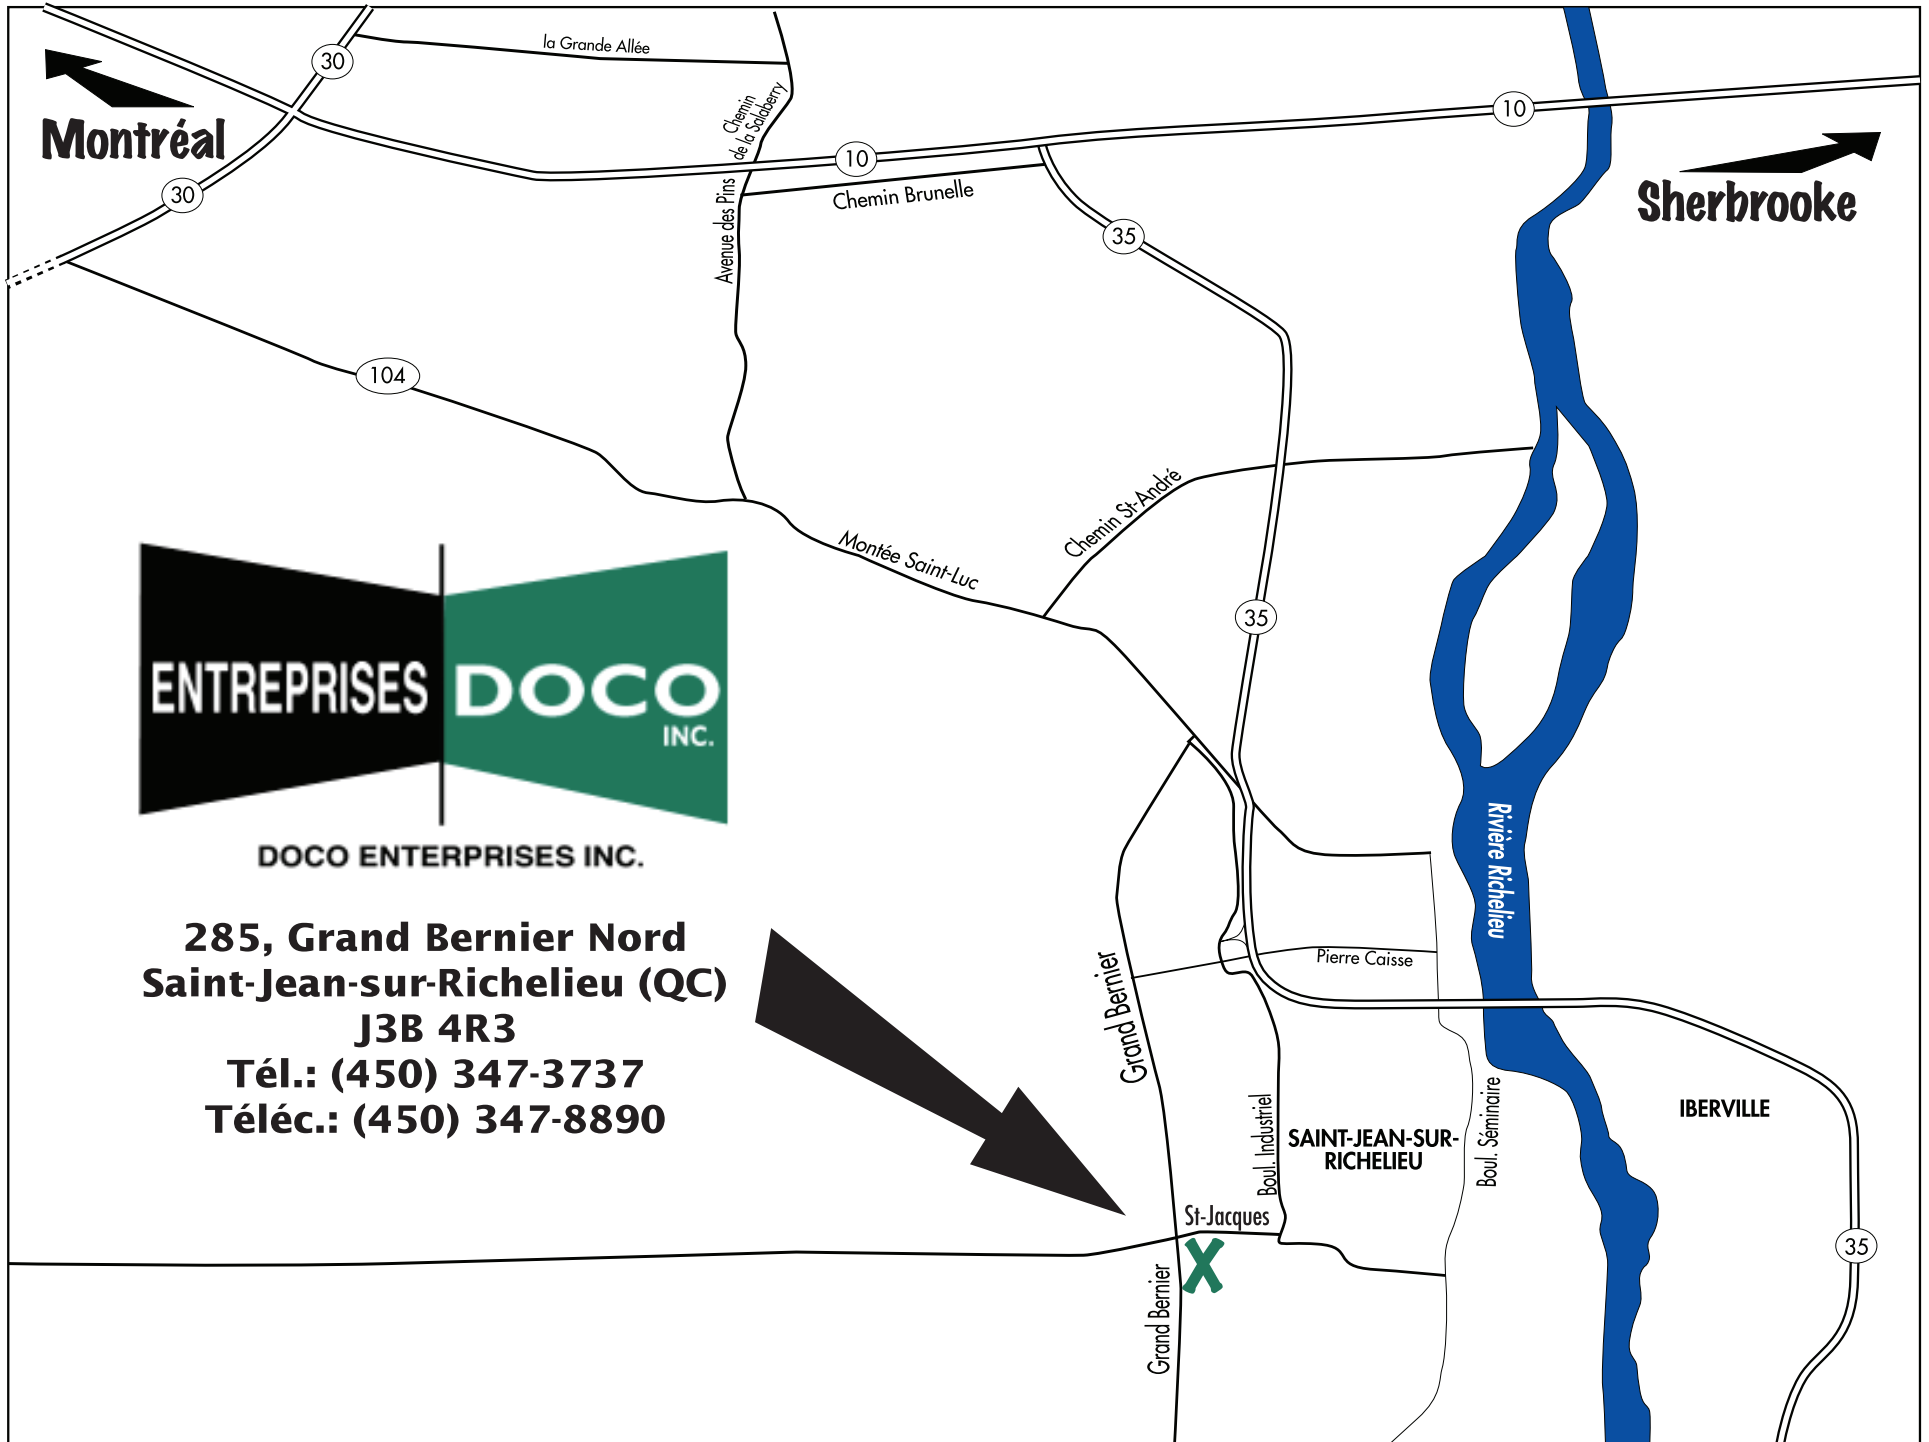 la Grande Allée
30
Montréal
30
Chemin
de la Salaberry
10
10
Sherbrooke
Chemin Brunelle
Avenue des Pins
35
104
Chemin St-André
Montée Saint-Luc
35
ENTREPRISES DOCO
INC.
DOCO ENTERPRISES INC.
285, Grand Bernier Nord
Saint-Jean-sur-Richelieu (QC)
J3B 4R3
Tél.: (450) 347-3737
Téléc.: (450) 347-8890
Rivière Richelieu
Pierre Caisse
Grand Bernier
Boul. Industriel
SAINT-JEAN-SUR-
RICHELIEU
Boul. Séminaire
IBERVILLE
St-Jacques
X
35
Grand Bernier